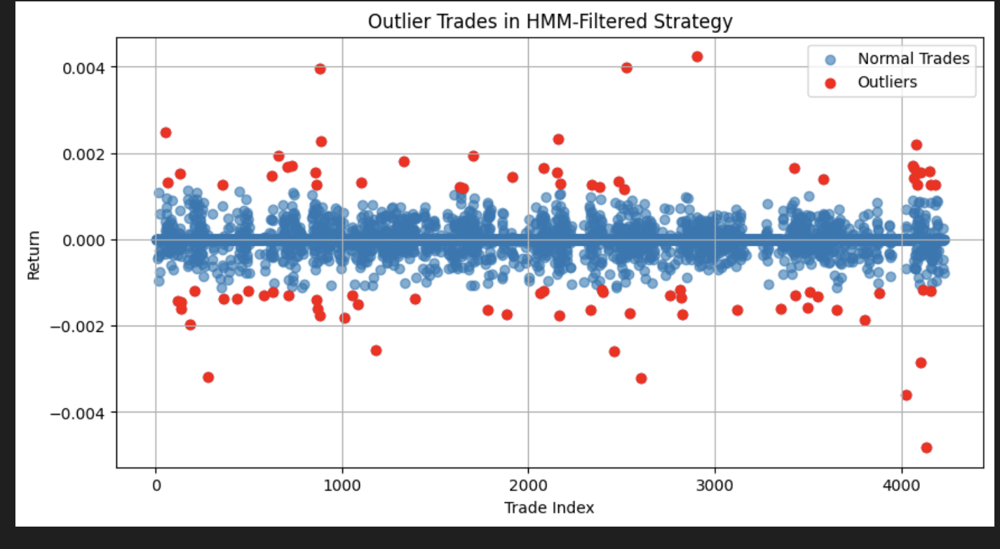 Outlier Trades in HMM-Filtered Strategy
Normal Trades
Outliers
0.004
0.002
0.000
−0.002
−0.004
Return
0
1000
2000
3000
4000
Trade Index